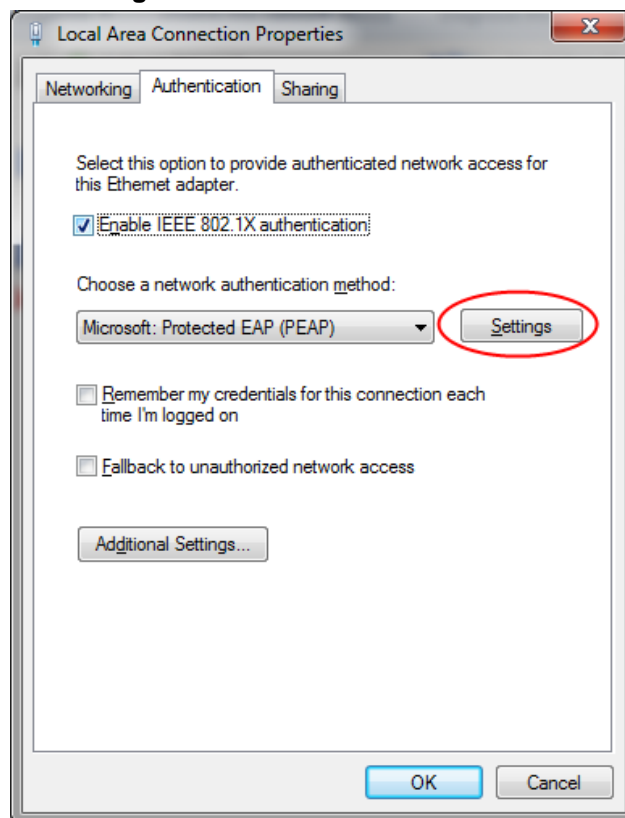 Local Area Connection Properties
Networking Authentication Sharing
Select this option to provide authenticated network access for
this Ethernet adapter.
Enable IEEE 802.1X authentication
Choose a network authentication method:
Microsoft: Protected EAP (PEAP) Settings
Remember my credentials for this connection each
time I'm logged on
Fallback to unauthorized network access
Additional Settings...
OK Cancel